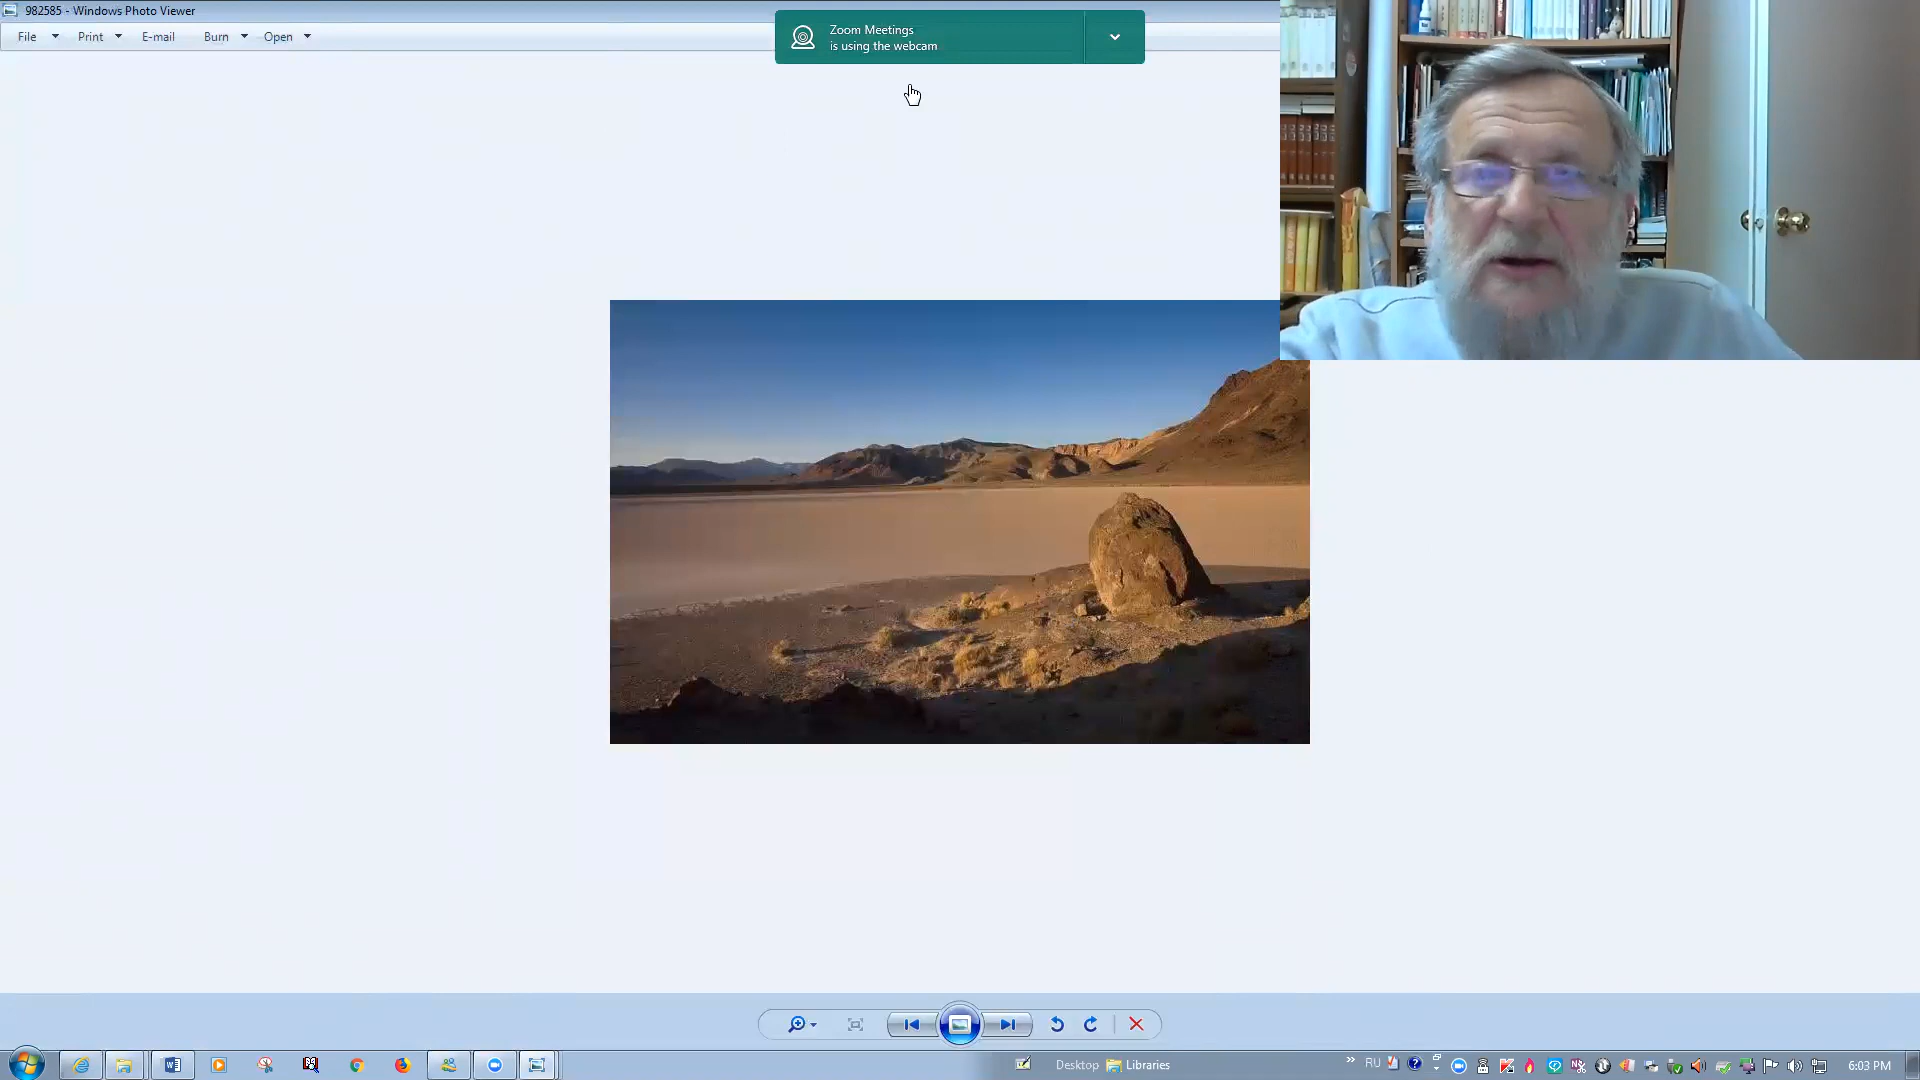 982585 - Windows Photo Viewer
File
Print
E-mail
Burn
Open
Zoom Meetings
is using the webcam
Desktop
Libraries
RU
6:03 PM